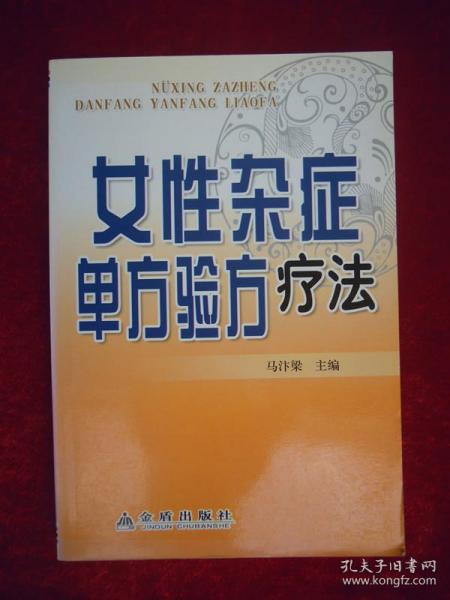 NÜXING ZAZHENG
DANFANG YANFANG LIAOFA
女性杂症
单方验方疗法
马汴梁 主编
金盾出版社
JINDUN CHUBANSHE
孔夫子旧书网
www.kongfz.com